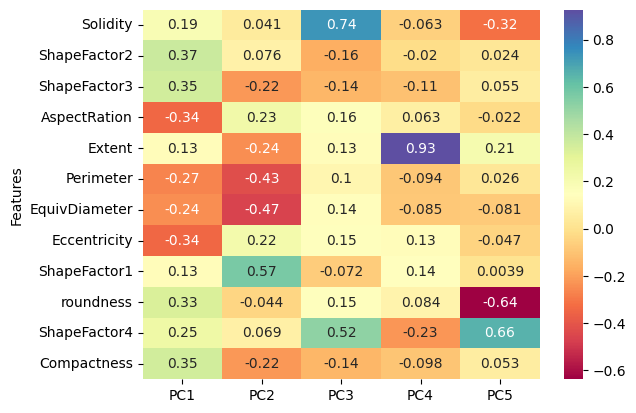 Features
Solidity 0.19 0.041 0.74 -0.063 -0.32
ShapeFactor2 0.37 0.076 -0.16 -0.02 0.024
ShapeFactor3 0.35 -0.22 -0.14 -0.11 0.055
AspectRation -0.34 0.23 0.16 0.063 -0.022
Extent 0.13 -0.24 0.13 0.93 0.21
Perimeter -0.27 -0.43 0.1 -0.094 0.026
EquivDiameter -0.24 -0.47 0.14 -0.085 -0.081
Eccentricity -0.34 0.22 0.15 0.13 -0.047
ShapeFactor1 0.13 0.57 -0.072 0.14 0.0039
roundness 0.33 -0.044 0.15 0.084 -0.64
ShapeFactor4 0.25 0.069 0.52 -0.23 0.66
Compactness 0.35 -0.22 -0.14 -0.098 0.053
PC1 PC2 PC3 PC4 PC5
0.8
0.6
0.4
0.2
0.0
−0.2
−0.4
−0.6